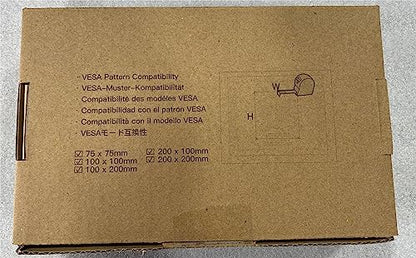 · VESA Pattern Compatibility
· VESA-Muster-Kompatibilität
· Compatibilité des modèles VESA
· Compatibilidad con el patrón VESA
· Compatibilità con il modello VESA
· VESAモード互換性
W
H
☑ 75 x 75mm ☑ 200 x 100mm
☑ 100 x 100mm ☑ 200 x 200mm
☑ 100 x 200mm